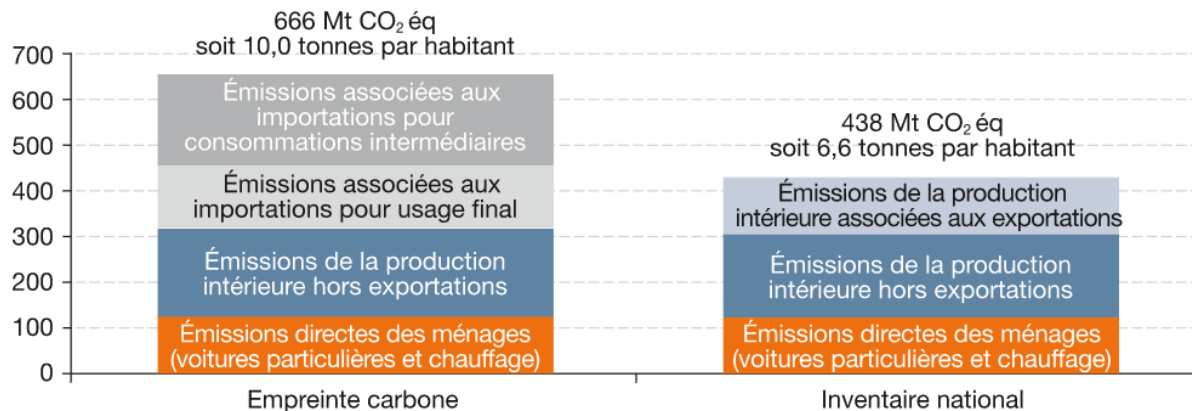 666 Mt CO₂ éq
soit 10,0 tonnes par habitant
700
600
500
400
300
200
100
0
Émissions associées aux
importations pour
consommations intermédiaires
Émissions associées aux
importations pour usage final
Émissions de la production
intérieure hors exportations
Émissions directes des ménages
(voitures particulières et chauffage)
Empreinte carbone
438 Mt CO₂ éq
soit 6,6 tonnes par habitant
Émissions de la production
intérieure associées aux exportations
Émissions de la production
intérieure hors exportations
Émissions directes des ménages
(voitures particulières et chauffage)
Inventaire national